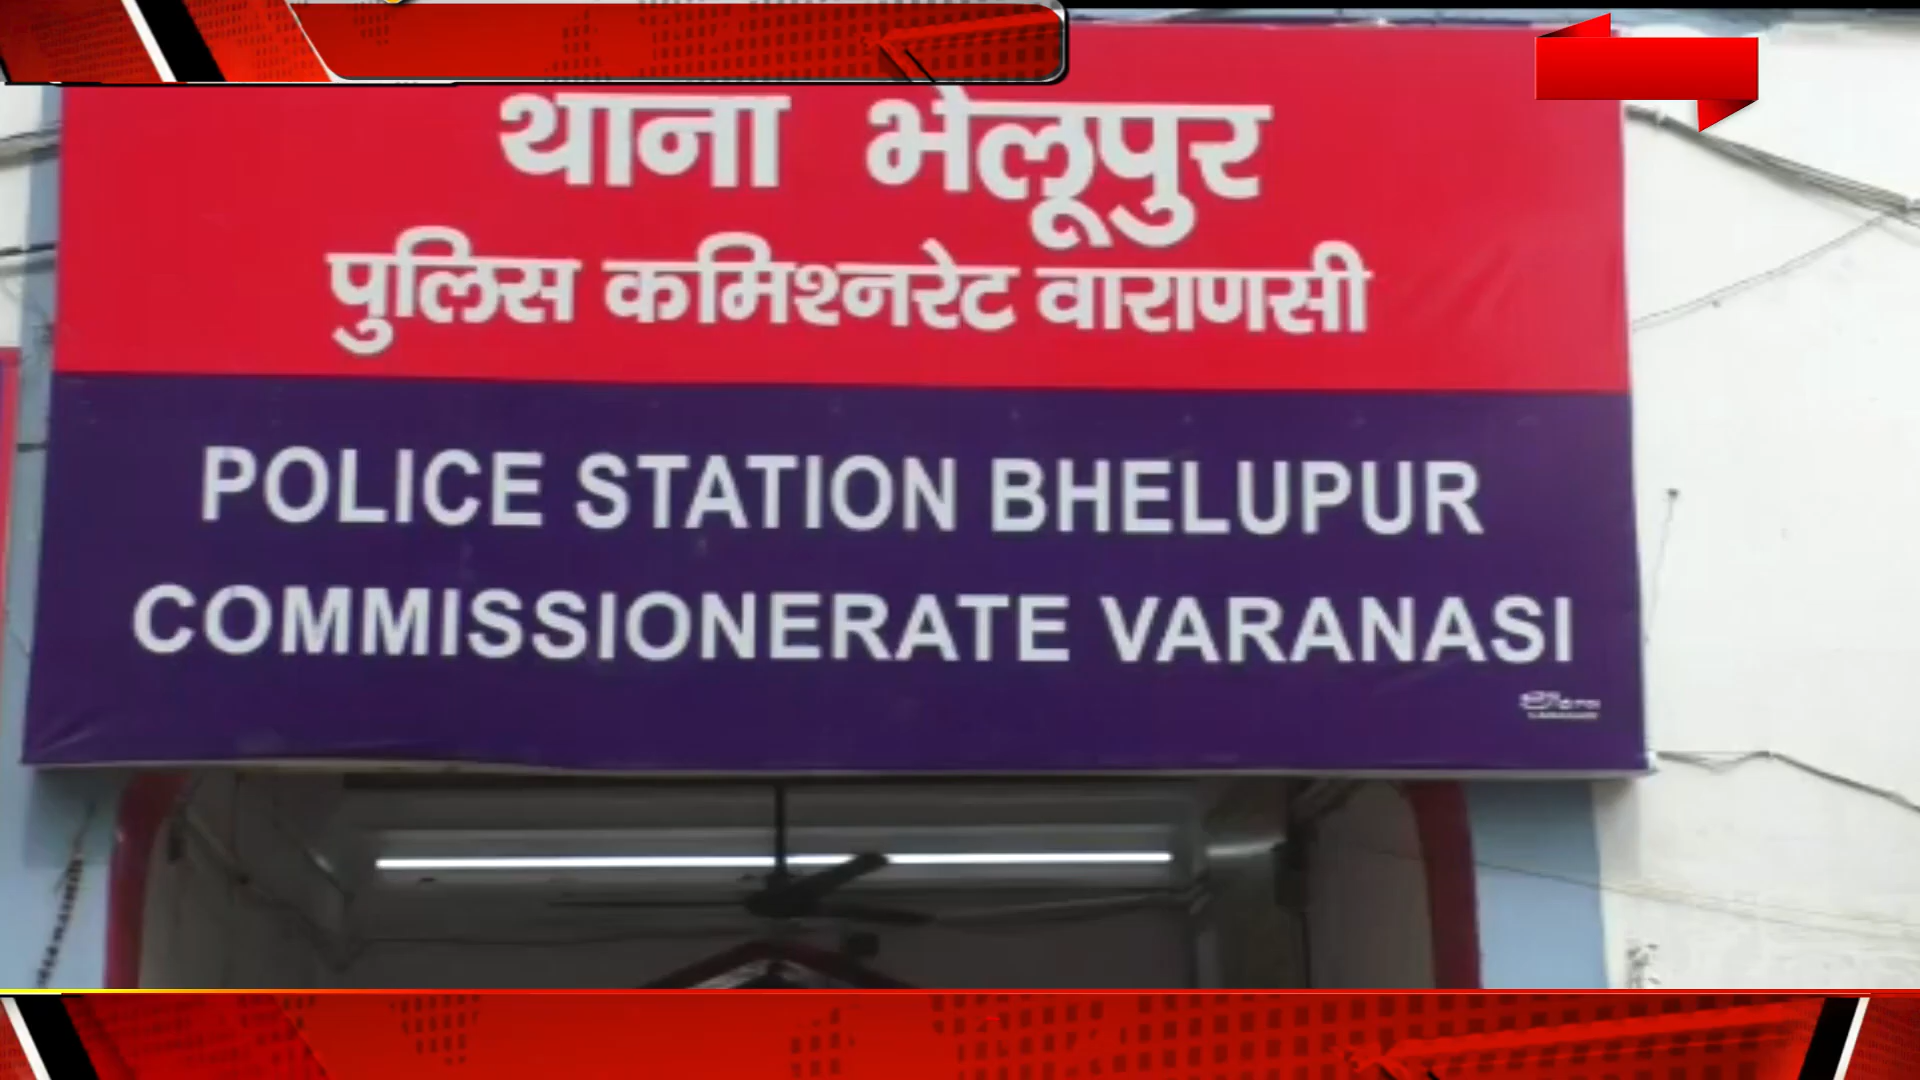 थाना भेलूपुर
पुलिस कमिश्नरेट वाराणसी
POLICE STATION BHELUPUR
COMMISSIONERATE VARANASI